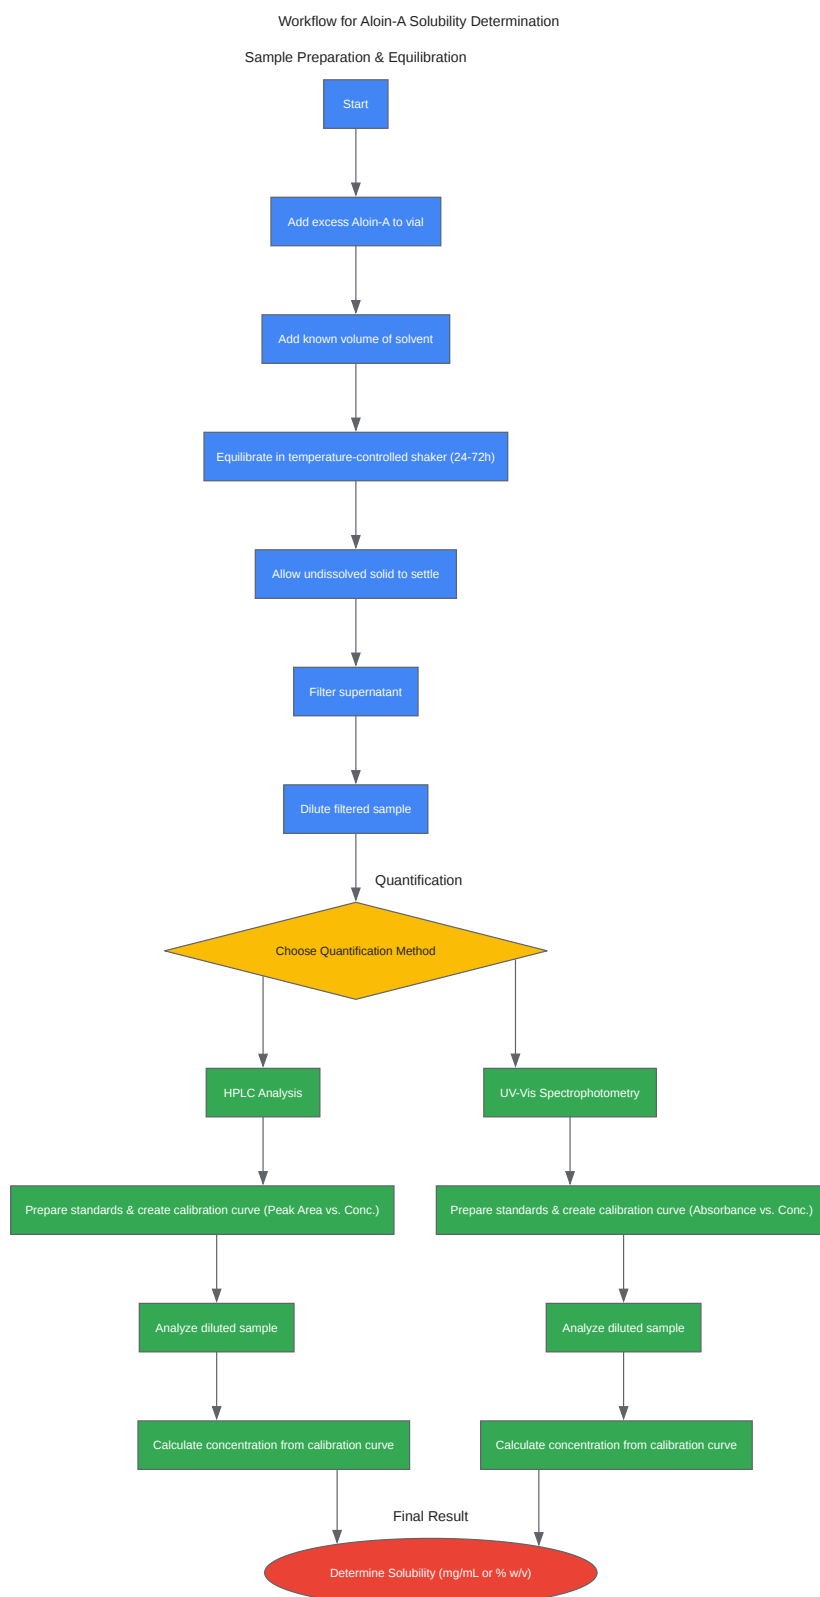 Workflow for Aloin-A Solubility Determination
Sample Preparation & Equilibration
Start
Add excess Aloin-A to vial
Add known volume of solvent
Equilibrate in temperature-controlled shaker (24-72h)
Allow undissolved solid to settle
Filter supernatant
Dilute filtered sample
Quantification
Choose Quantification Method
HPLC Analysis
UV-Vis Spectrophotometry
Prepare standards & create calibration curve (Peak Area vs. Conc.)
Prepare standards & create calibration curve (Absorbance vs. Conc.)
Analyze diluted sample
Analyze diluted sample
Calculate concentration from calibration curve
Calculate concentration from calibration curve
Final Result
Determine Solubility (mg/mL or % w/v)